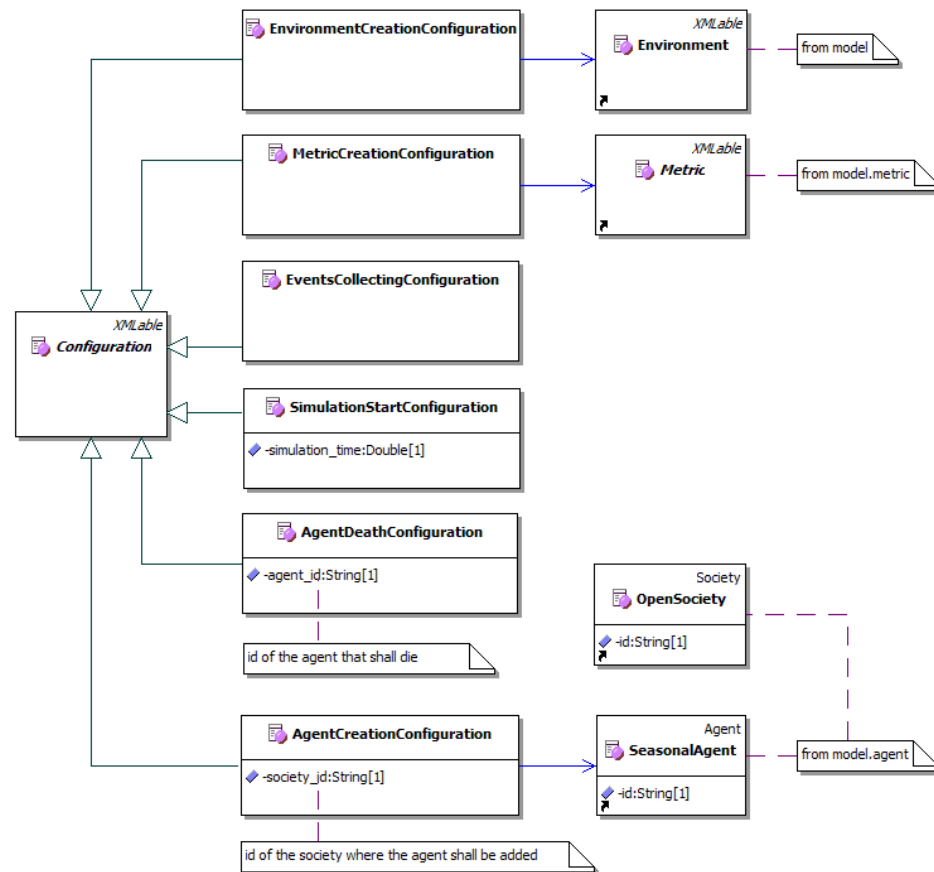 EnvironmentCreationConfiguration
XMLable
Environment
from model
MetricCreationConfiguration
XMLable
Metric
from model.metric
EventsCollectingConfiguration
XMLable
Configuration
SimulationStartConfiguration
-simulation_time:Double[1]
AgentDeathConfiguration
-agent_id:String[1]
id of the agent that shall die
Society
OpenSociety
-id:String[1]
AgentCreationConfiguration
-society_id:String[1]
id of the society where the agent shall be added
Agent
SeasonalAgent
-id:String[1]
from model.agent